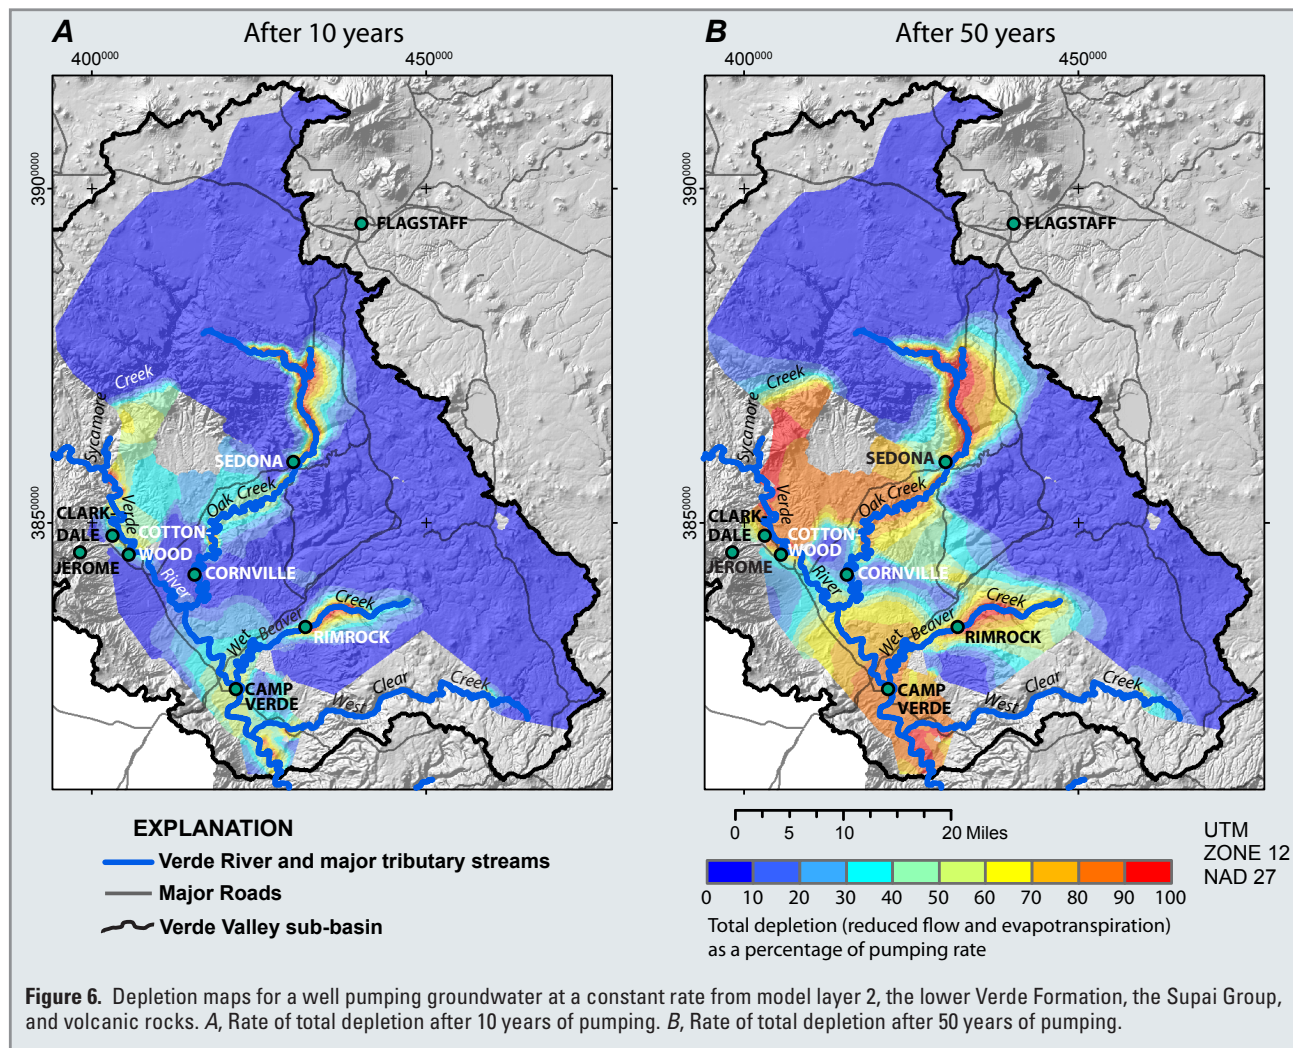 A After 10 years
400000 450000
3900000
3850000
FLAGSTAFF
Creek
Sycamore
SEDONA
Oak Creek
Verde
CLARK-
DALE
COTTON-
WOOD
JEROME
River
CORNVILLE
Creek
Beaver
Wet
RIMROCK
CAMP
VERDE
West Clear Creek
B After 50 years
400000 450000
3900000
3850000
FLAGSTAFF
Creek
Sycamore
SEDONA
Oak Creek
Verde
CLARK-
DALE
COTTON-
WOOD
JEROME
River
CORNVILLE
Creek
Beaver
Wet
RIMROCK
CAMP
VERDE
West Clear Creek
EXPLANATION
Verde River and major tributary streams
Major Roads
Verde Valley sub-basin
0 5 10 20 Miles
UTM
ZONE 12
NAD 27
0 10 20 30 40 50 60 70 80 90 100
Total depletion (reduced flow and evapotranspiration)
as a percentage of pumping rate
Figure 6. Depletion maps for a well pumping groundwater at a constant rate from model layer 2, the lower Verde Formation, the Supai Group,
and volcanic rocks. A, Rate of total depletion after 10 years of pumping. B, Rate of total depletion after 50 years of pumping.